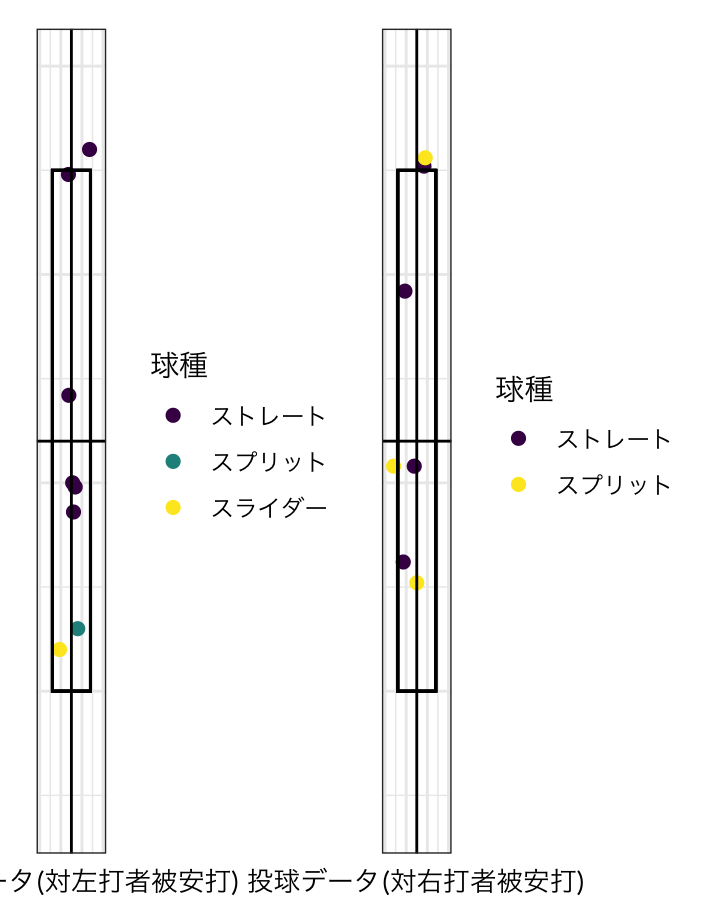 球種
ストレート
スプリット
スライダー
球種
ストレート
スプリット
ータ(対左打者被安打)
投球データ(対右打者被安打)